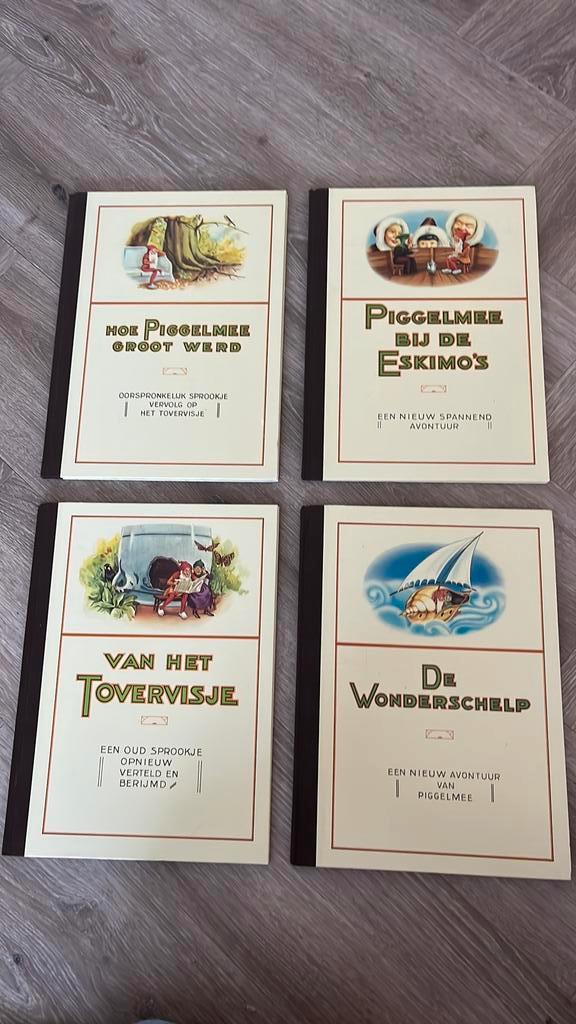 HOE PIGGELMEE
GROOT WERD
OORSPRONKELIJK SPROOKJE
VERVOLG OP
HET TOVERVISJE
PIGGELMEE
BIJ DE
ESKIMO'S
EEN NIEUW SPANNEND
AVONTUUR
VAN HET
TOVERVISJE
EEN OUD SPROOKJE
OPNIEUW
VERTELD EN
BERIJMD
DE
WONDERSCHELP
EEN NIEUW AVONTUUR
VAN
PIGGELMEE